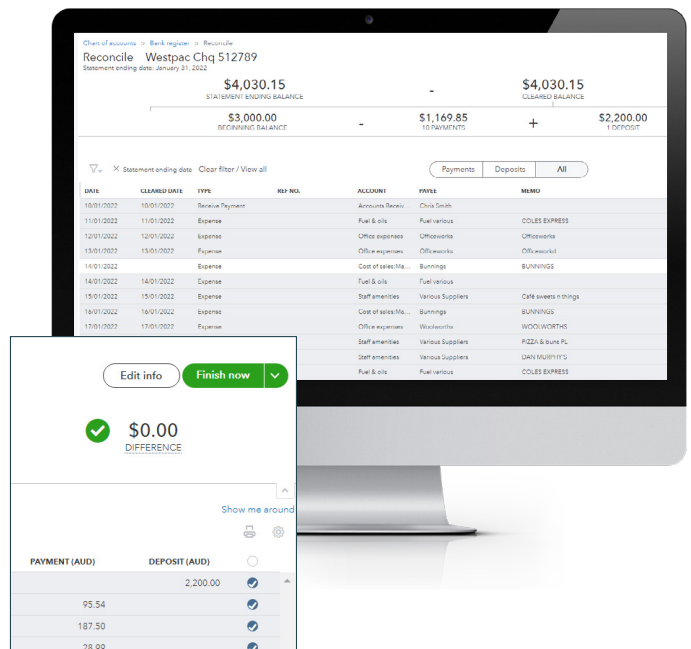 Chart of accounts > Bank register > Reconcile
Reconcile Westpac Chq 512789
Statement ending date: January 31, 2022
$4,030.15 - $4,030.15
STATEMENT ENDING BALANCE CLEARED BALANCE
$3,000.00 - $1,169.85 + $2,200.00
BEGINNING BALANCE 10 PAYMENTS 1 DEPOSIT
Statement ending date Clear filter / View all Payments Deposits All
DATE CLEARED DATE TYPE REF NO. ACCOUNT PAYEE MEMO
10/01/2022 10/01/2022 Receive Payment Accounts Receiv... Chris Smith
11/01/2022 11/01/2022 Expense Fuel & oils Fuel various COLES EXPRESS
12/01/2022 12/01/2022 Expense Office expenses Officeworks Officeworks
13/01/2022 13/01/2022 Expense Office expenses Officeworks Officeworkd
14/01/2022 Expense Cost of sales:Ma... Bunnings BUNNINGS
14/01/2022 14/01/2022 Expense Fuel & oils Fuel various
15/01/2022 15/01/2022 Expense Staff amenities Various Suppliers Café sweets n things
16/01/2022 16/01/2022 Expense Cost of sales:Ma... Bunnings BUNNINGS
17/01/2022 17/01/2022 Expense Office expenses Woolworths WOOLWORTHS
Staff amenities Various Suppliers PIZZA & buns PL
Staff amenities Various Suppliers DAN MURPHY'S
Fuel & oils Fuel various COLES EXPRESS
Edit info Finish now
$0.00
DIFFERENCE
Show me around
PAYMENT (AUD) DEPOSIT (AUD)
2,200.00
95.54
187.50
28.99